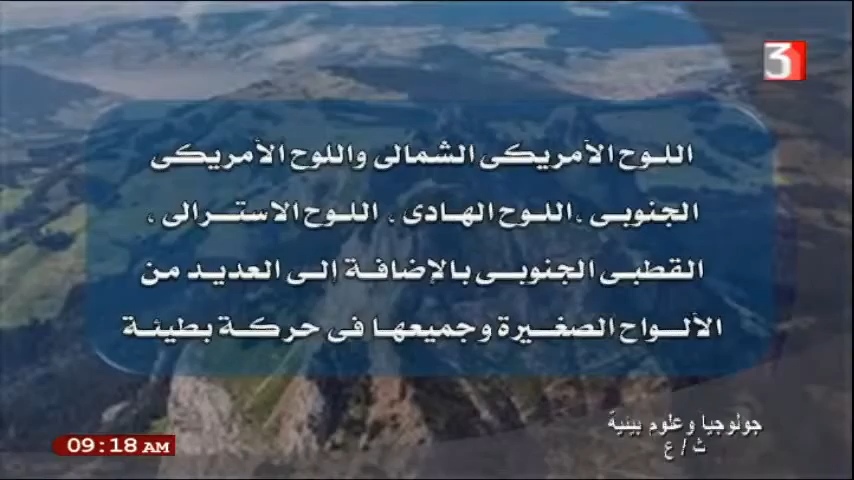 3
اللوح الأمريكى الشمالى واللوح الأمريكى
الجنوبى ،اللوح الهادى ، اللوح الاسترالى ،
القطبى الجنوبى بالإضافة إلى العديد من
الألواح الصغيرة وجميعها فى حركة بطيئة
جولوجيا وعلوم بينية
ث / ع
09:18 AM